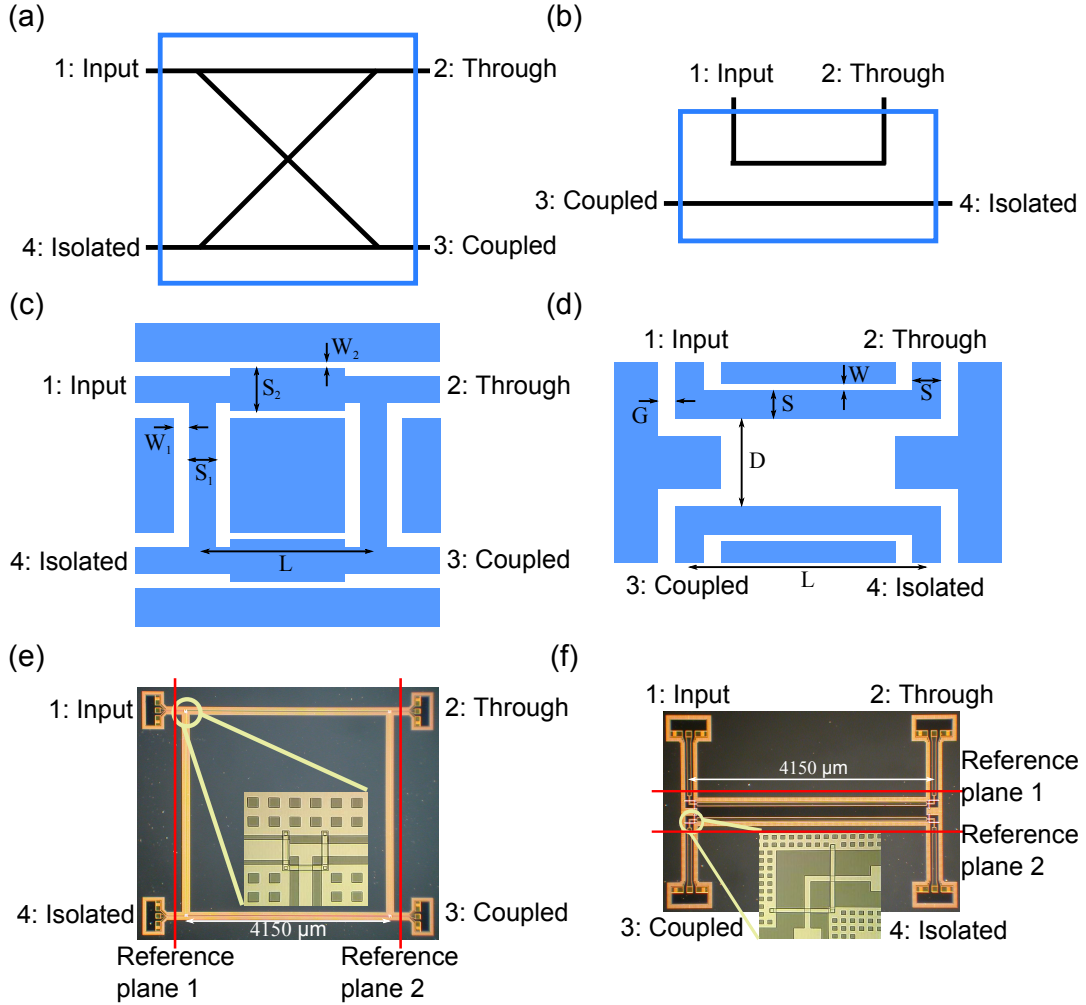 (a)
1: Input
2: Through
4: Isolated
3: Coupled
(b)
1: Input
2: Through
3: Coupled
4: Isolated
(c)
W₂
1: Input
S₂
2: Through
W₁
S₁
4: Isolated
L
3: Coupled
(d)
1: Input
2: Through
W
S
S
G
D
3: Coupled
L
4: Isolated
(e)
1: Input
2: Through
4: Isolated
4150 µm
3: Coupled
Reference
plane 1
Reference
plane 2
(f)
1: Input
2: Through
4150 µm
Reference
plane 1
Reference
plane 2
3: Coupled
4: Isolated